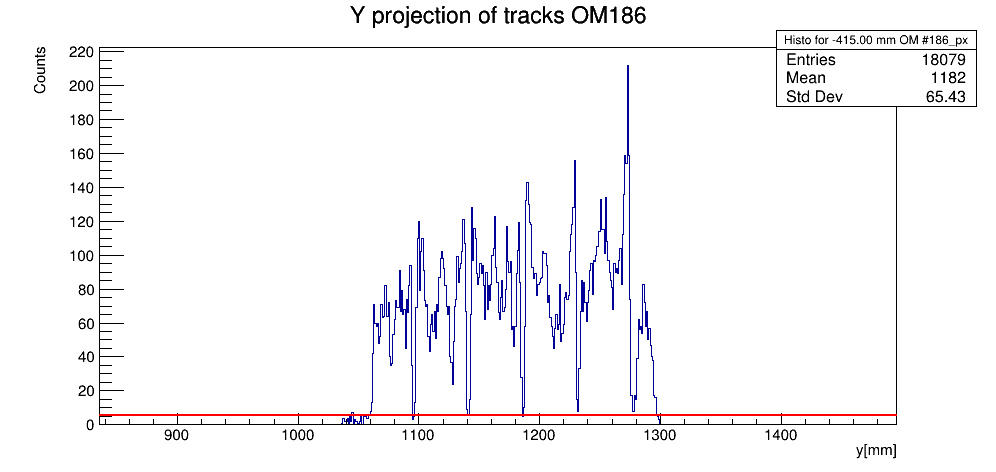 Y projection of tracks OM186
Histo for -415.00 mm OM #186_px
Entries 18079
Mean 1182
Std Dev 65.43
Counts
220
200
180
160
140
120
100
80
60
40
20
0
900 1000 1100 1200 1300 1400
y[mm]